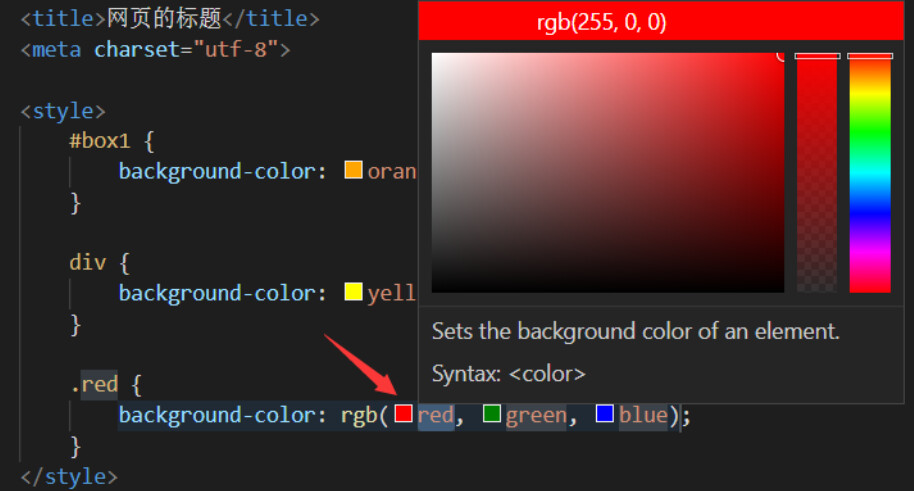 <title>网页的标题</title>
<meta charset="utf-8">
<style>
#box1 {
background-color: oran
}
div {
background-color: yell
}
.red {
background-color: rgb(red, green, blue);
}
</style>
rgb(255, 0, 0)
Sets the background color of an element.
Syntax: <color>